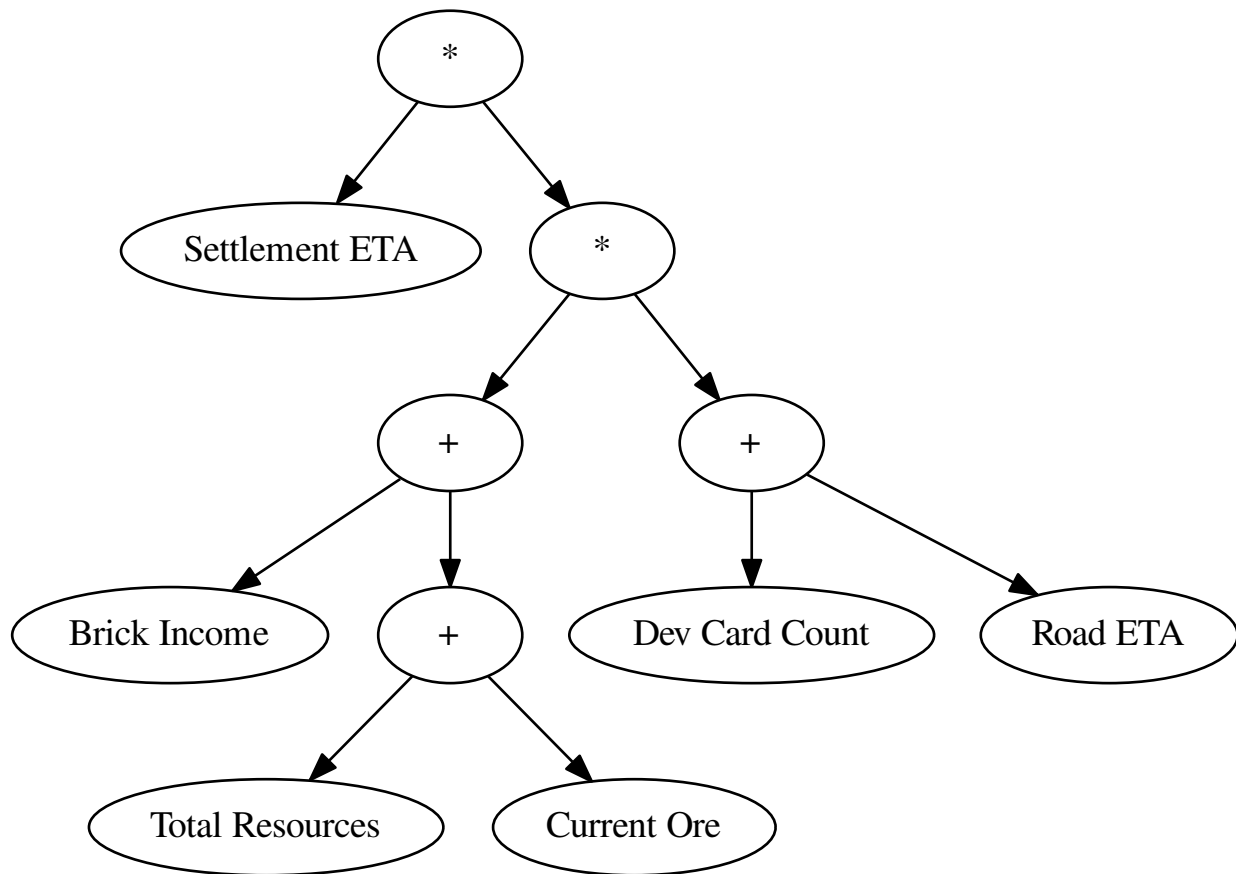 *
Settlement ETA
*
+
+
Brick Income
+
Dev Card Count
Road ETA
Total Resources
Current Ore